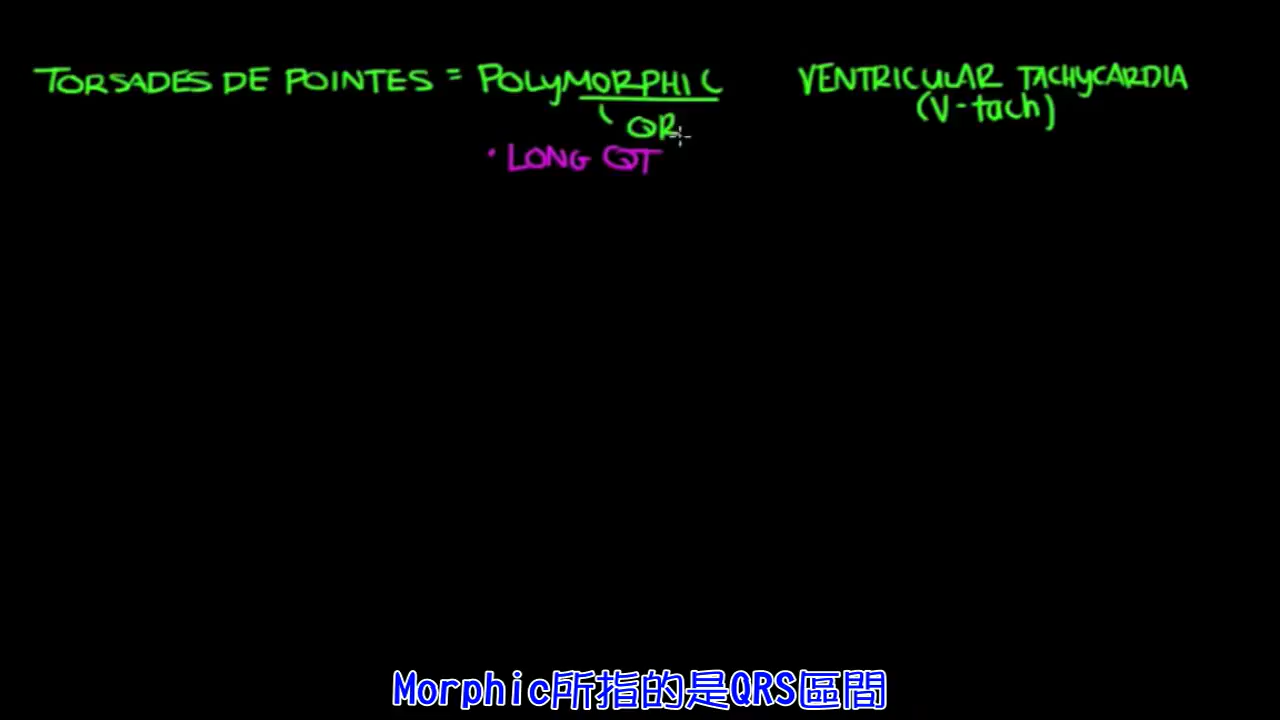 TORSADES DE POINTES = POLYMORPHIC VENTRICULAR TACHYCARDIA
(V-tach)
QR
• LONG QT
Morphic所指的是QRS區間